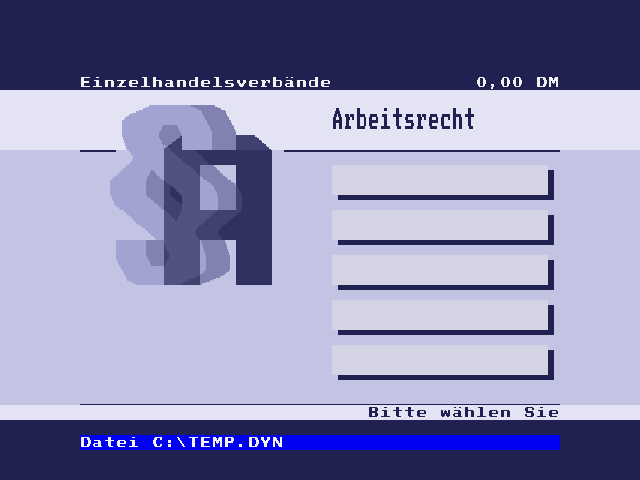 Einzelhandelsverbände 0,00 DM
Arbeitsrecht
§A
Bitte wählen Sie
Datei C:\TEMP.DYN